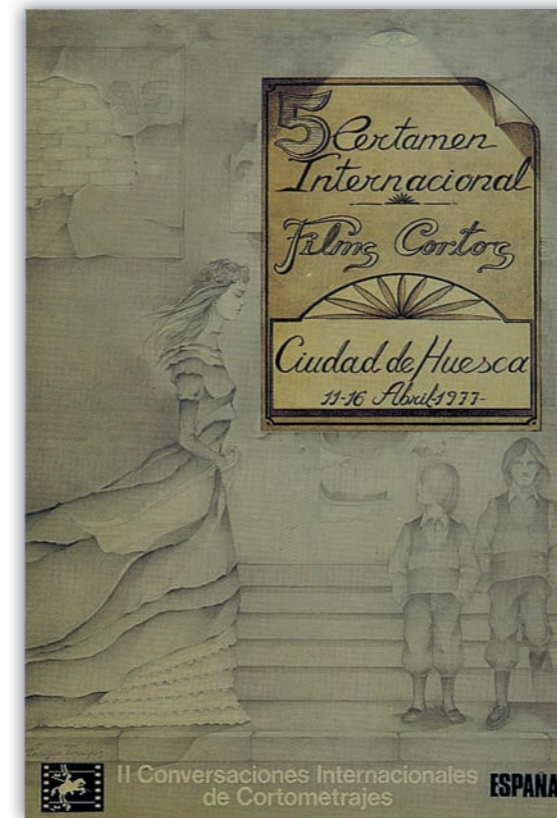 5 Certamen
Internacional
Films Cortos
Ciudad de Huesca
11-16 Abril-1977-
II Conversaciones Internacionales
de Cortometrajes
ESPAÑA